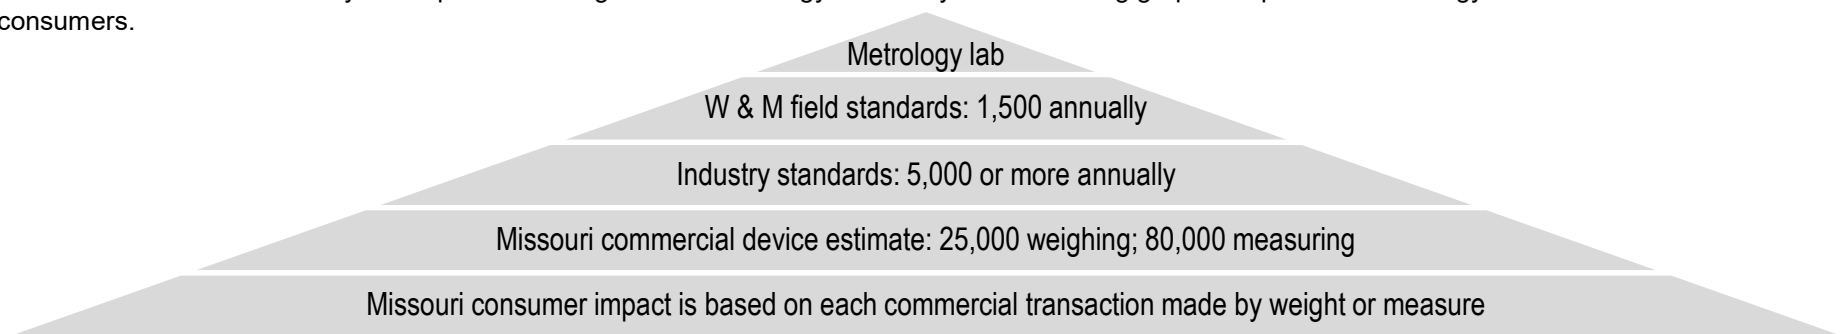 consumers.
Metrology lab
W & M field standards: 1,500 annually
Industry standards: 5,000 or more annually
Missouri commercial device estimate: 25,000 weighing; 80,000 measuring
Missouri consumer impact is based on each commercial transaction made by weight or measure